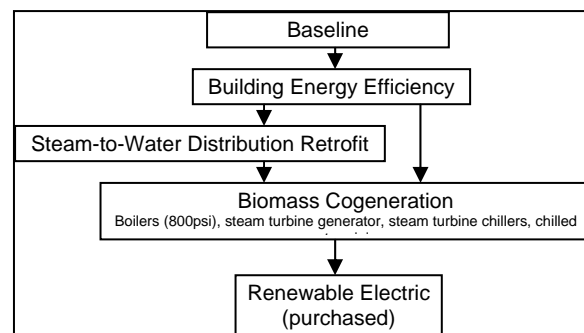 Baseline
Building Energy Efficiency
Steam-to-Water Distribution Retrofit
Biomass Cogeneration
Boilers (800psi), steam turbine generator, steam turbine chillers, chilled
Renewable Electric
(purchased)